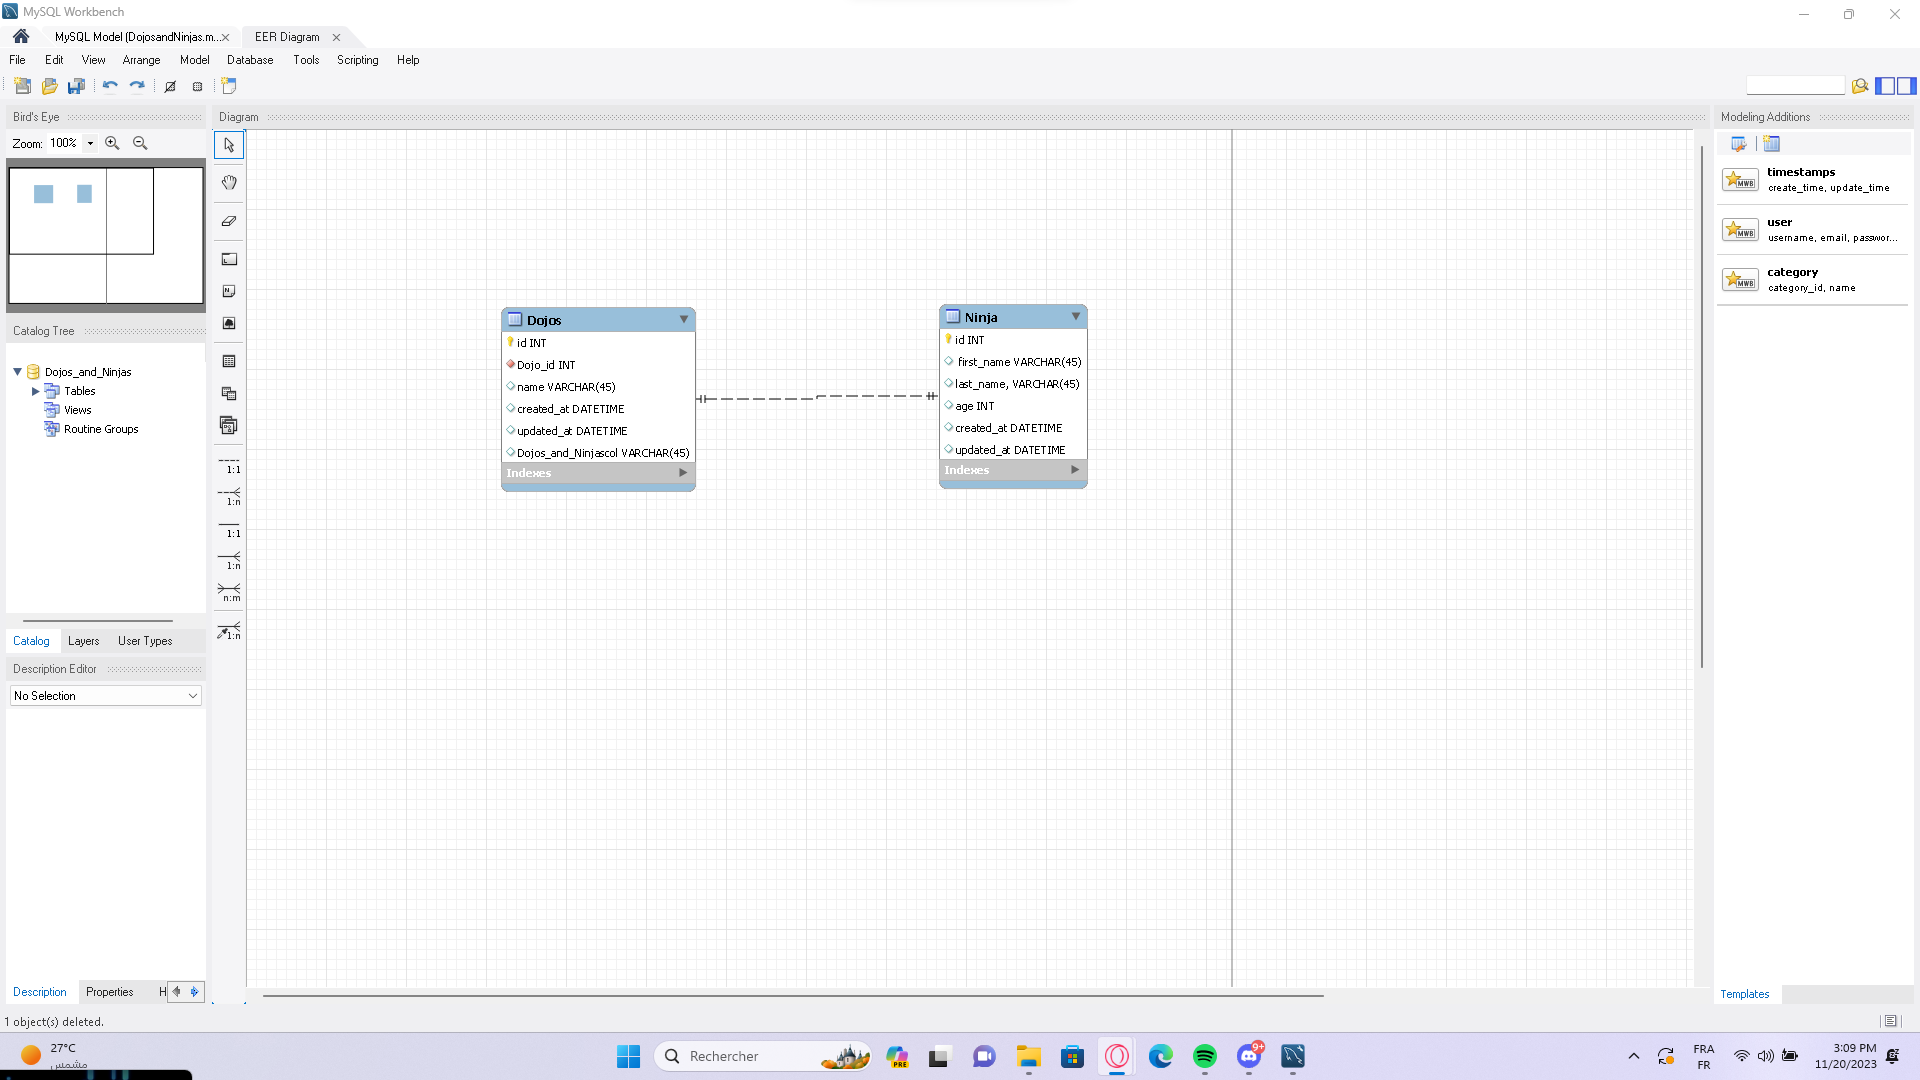 MySQL Workbench
MySQL Model (DojosandNinjas.m...
EER Diagram
File Edit View Arrange Model Database Tools Scripting Help
Bird's Eye
Diagram
Modeling Additions
Zoom: 100%
timestamps
create_time, update_time
user
username, email, passwor...
category
category_id, name
Catalog Tree
Dojos_and_Ninjas
Tables
Views
Routine Groups
Dojos
id INT
Dojo_id INT
name VARCHAR(45)
created_at DATETIME
updated_at DATETIME
Dojos_and_Ninjascol VARCHAR(45)
Indexes
Ninja
id INT
first_name VARCHAR(45)
last_name, VARCHAR(45)
age INT
created_at DATETIME
updated_at DATETIME
Indexes
1:1
1:n
1:1
1:n
n:m
1:n
Catalog Layers User Types
Description Editor
No Selection
Description Properties H
Templates
1 object(s) deleted.
27°C
مشمس
Rechercher
PRE
9+
FRA
FR
3:09 PM
11/20/2023